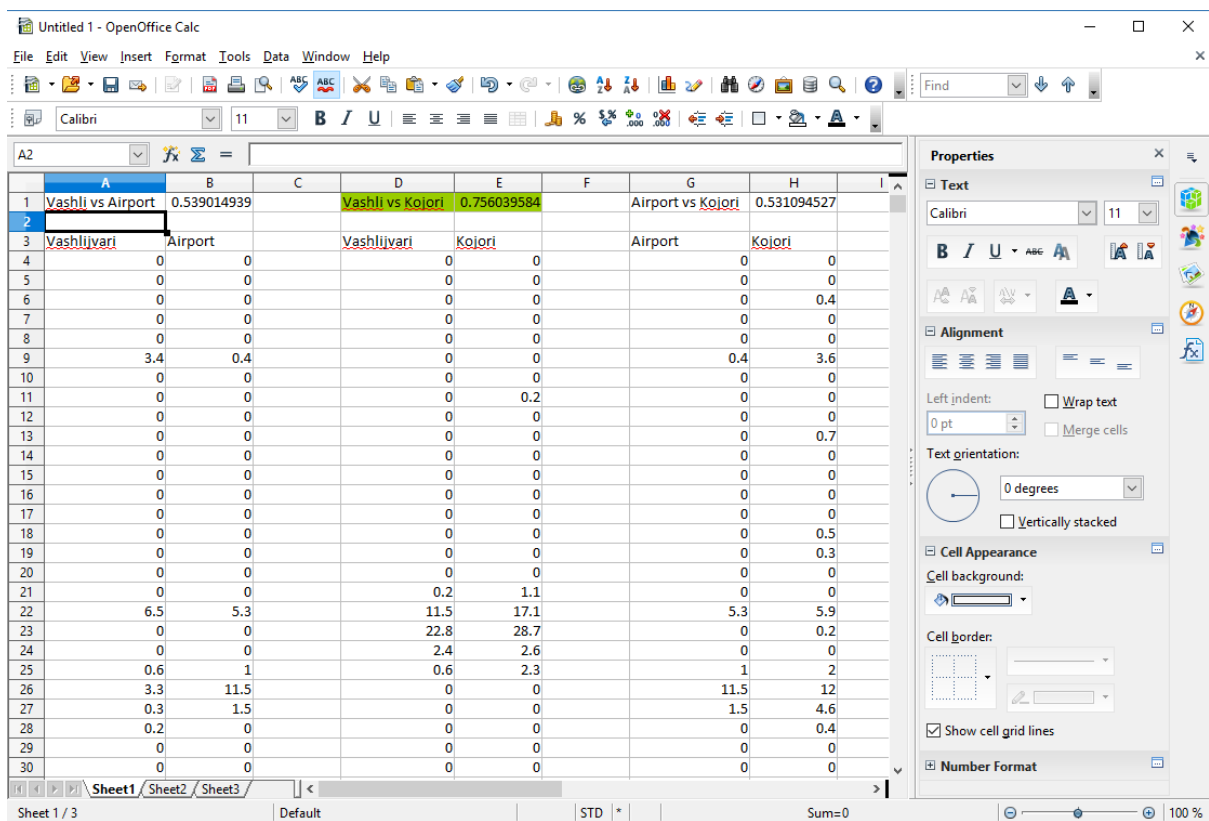 Untitled 1 - OpenOffice Calc
File Edit View Insert Format Tools Data Window Help
Find
Calibri 11
A2
A B C D E F G H I
1 Vashli vs Airport 0.539014939 Vashli vs Kojori 0.756039584 Airport vs Kojori 0.531094527
2
3 Vashlijvari Airport Vashlijvari Kojori Airport Kojori
4 0 0 0 0 0 0
5 0 0 0 0 0 0
6 0 0 0 0 0 0.4
7 0 0 0 0 0 0
8 0 0 0 0 0 0
9 3.4 0.4 0 0 0.4 3.6
10 0 0 0 0 0 0
11 0 0 0 0.2 0 0
12 0 0 0 0 0 0
13 0 0 0 0 0 0.7
14 0 0 0 0 0 0
15 0 0 0 0 0 0
16 0 0 0 0 0 0
17 0 0 0 0 0 0
18 0 0 0 0 0 0.5
19 0 0 0 0 0 0.3
20 0 0 0 0 0 0
21 0 0 0.2 1.1 0 0
22 6.5 5.3 11.5 17.1 5.3 5.9
23 0 0 22.8 28.7 0 0.2
24 0 0 2.4 2.6 0 0
25 0.6 1 0.6 2.3 1 2
26 3.3 11.5 0 0 11.5 12
27 0.3 1.5 0 0 1.5 4.6
28 0.2 0 0 0 0 0.4
29 0 0 0 0 0 0
30 0 0 0 0 0 0
Sheet1 Sheet2 Sheet3
Sheet 1 / 3 Default STD * Sum=0 100 %
Properties
Text
Calibri 11
Alignment
Left indent: Wrap text
0 pt Merge cells
Text orientation:
0 degrees
Vertically stacked
Cell Appearance
Cell background:
Cell border:
Show cell grid lines
Number Format